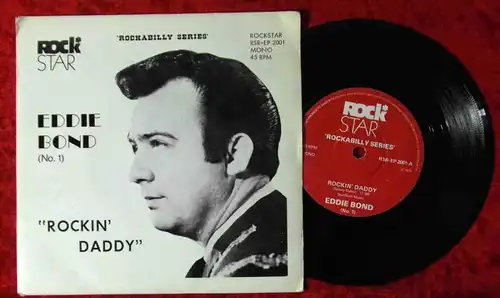 ROCK
STAR
'ROCKABILLY SERIES'
ROCKSTAR
RSR-EP 2001
MONO
45 RPM
EDDIE
BOND
(No. 1)
"ROCKIN'
DADDY"
ROCK
STAR
'ROCKABILLY SERIES'
RPM
RSR-EP 2001-A
ROCKIN' DADDY
EDDIE BOND
(No. 1)